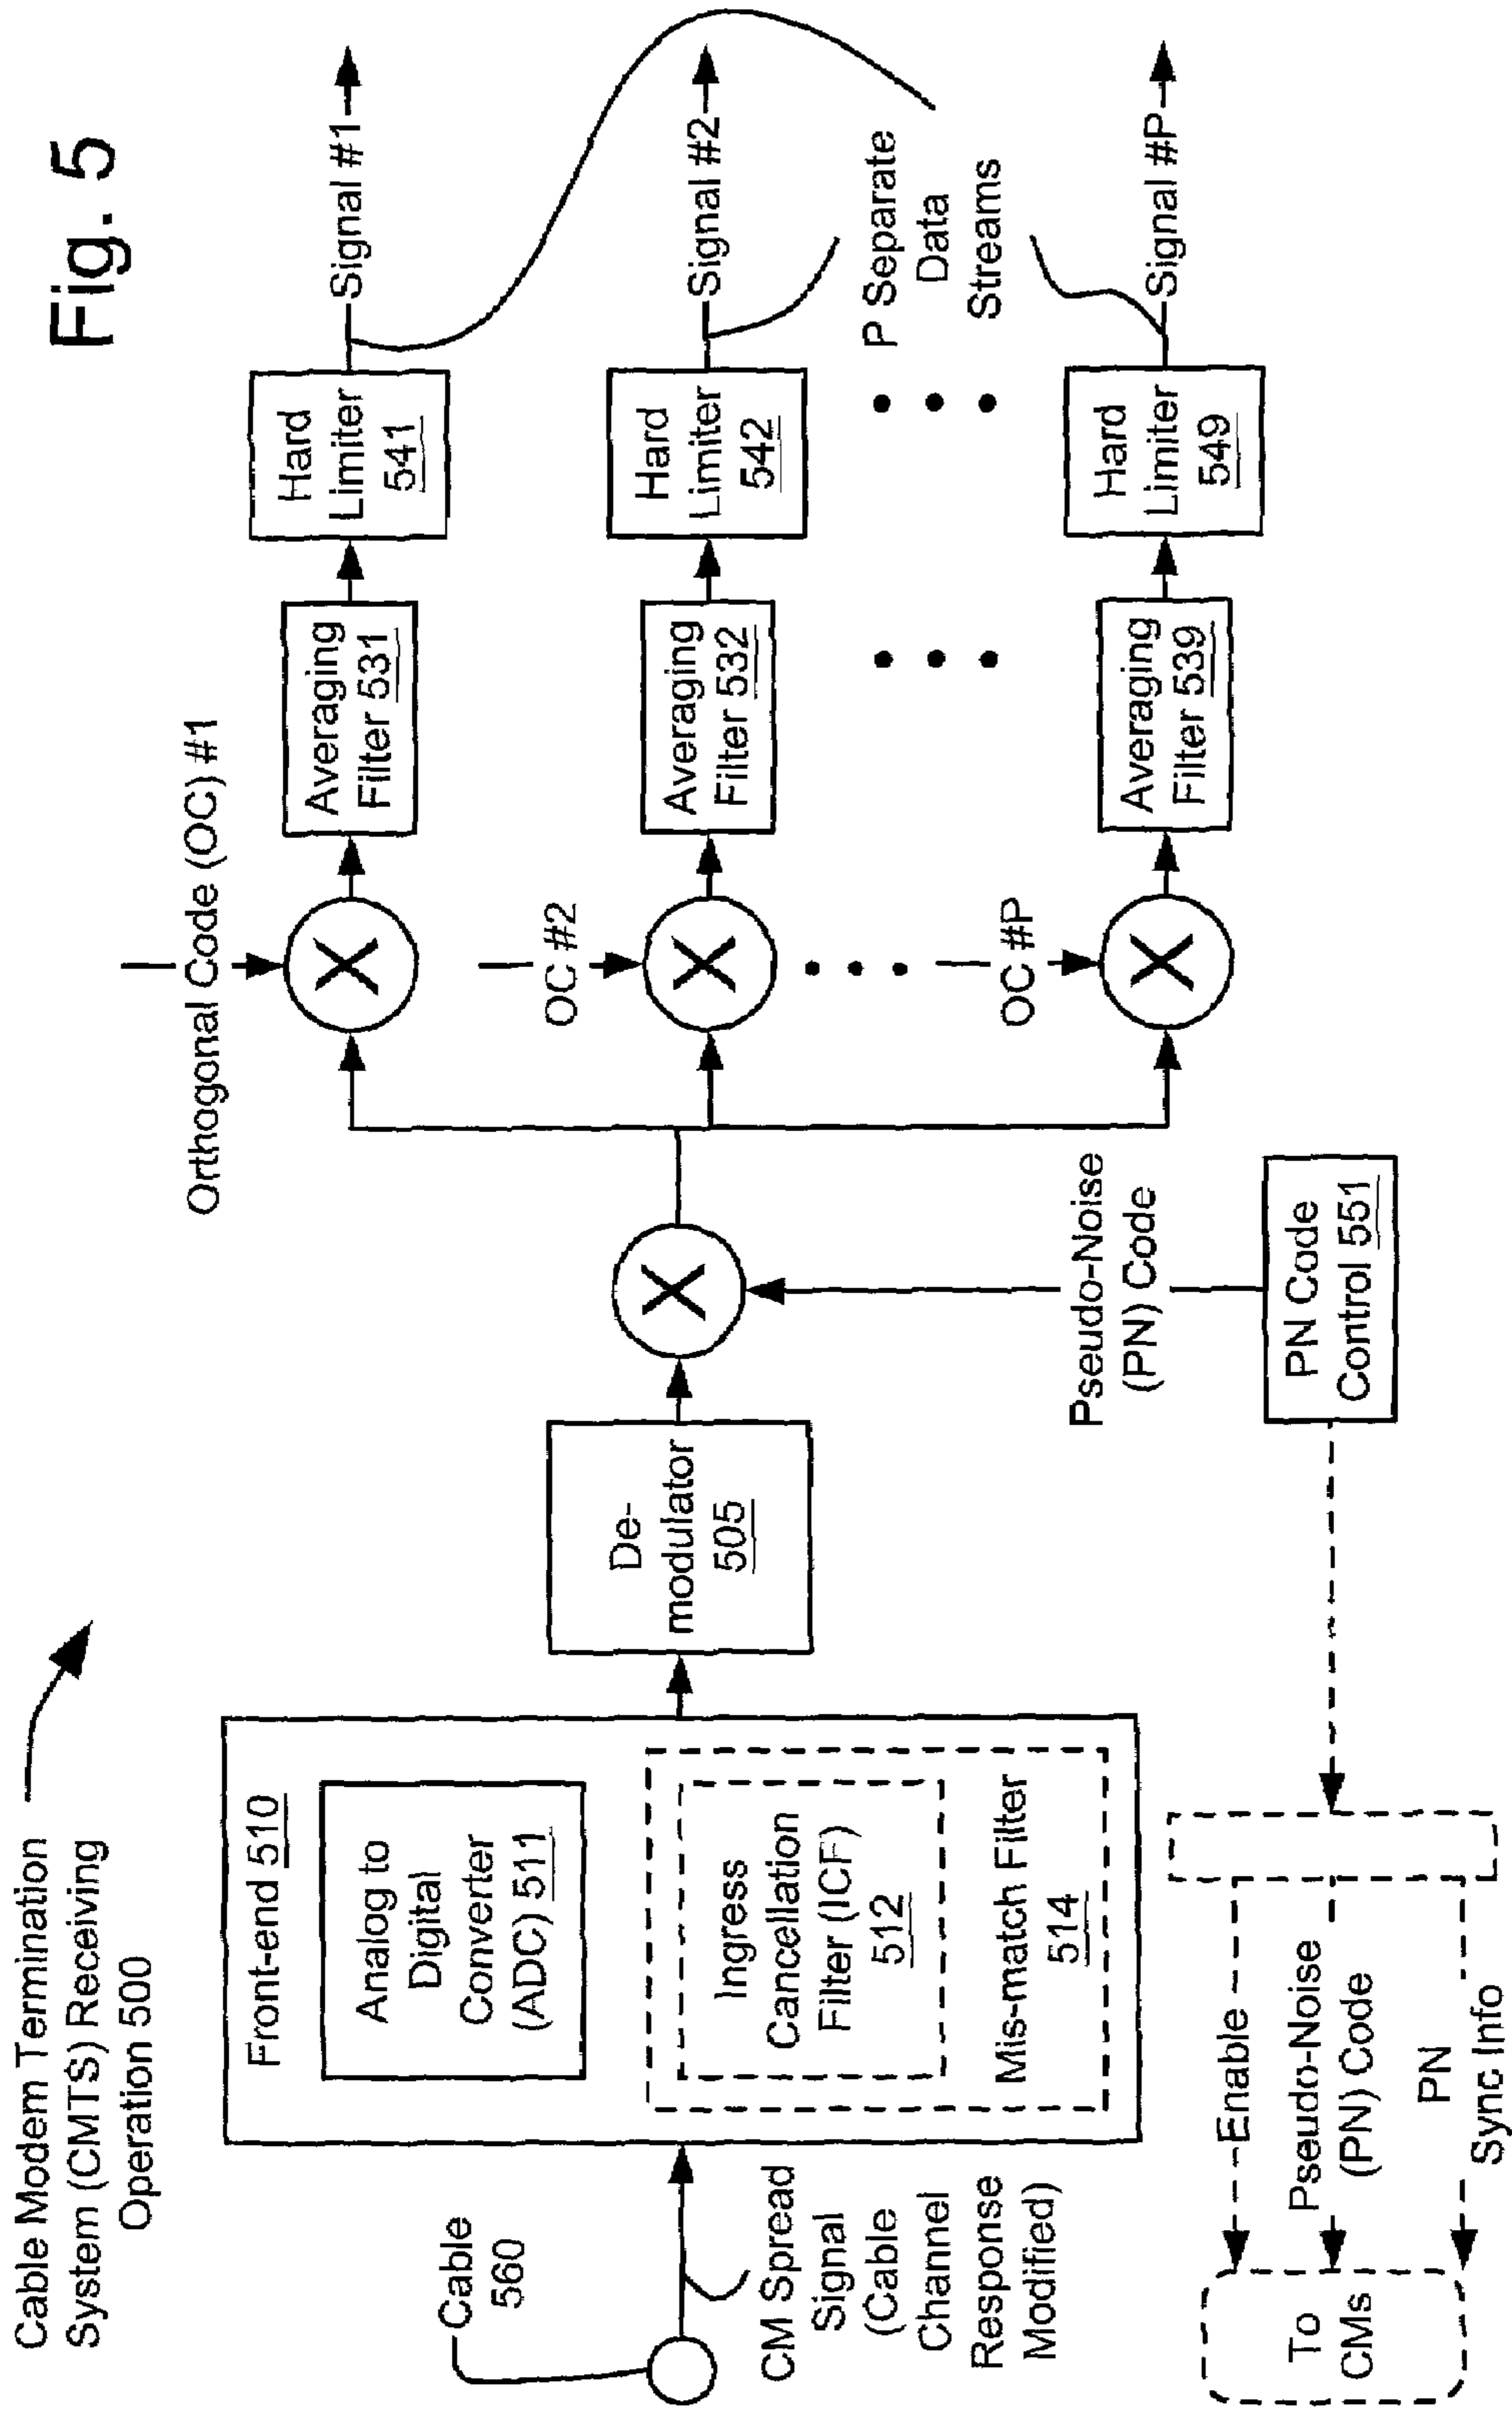 Fig. 5
Cable Modem Termination
System (CMTS) Receiving
Operation 500
Cable
560
CM Spread
Signal
(Cable
Channel
Response
Modified)
Front-end 510
Analog to
Digital
Converter
(ADC) 511
Ingress
Cancellation
Filter (ICF)
512
Mis-match Filter
514
De-
modulator
505
X
Pseudo-Noise
(PN) Code
PN Code
Control 551
Enable
Pseudo-Noise
(PN) Code
PN
Sync Info
To
CMs
Orthogonal Code (OC) #1
X
Averaging
Filter 531
Hard
Limiter
541
Signal #1
OC #2
X
Averaging
Filter 532
Hard
Limiter
542
Signal #2
P Separate
Data
Streams
OC #P
X
Averaging
Filter 539
Hard
Limiter
549
Signal #P